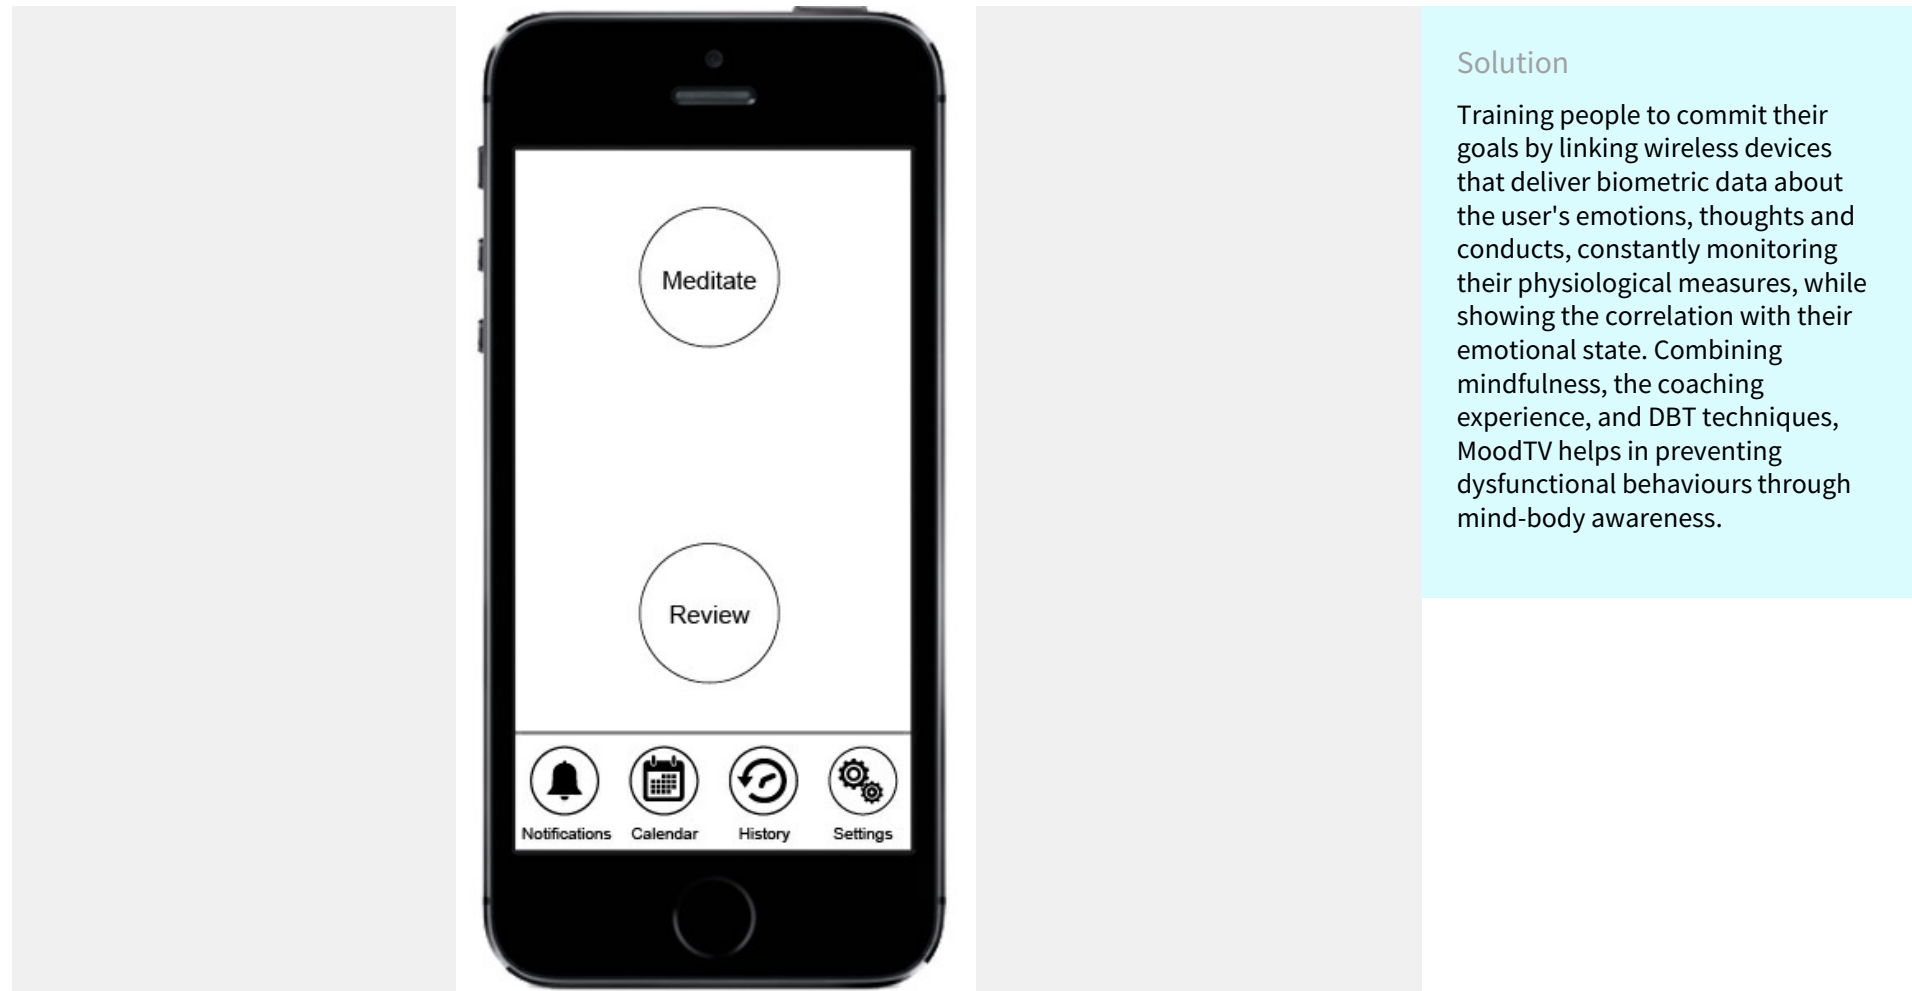 Meditate
Review
Notifications Calendar History Settings
Solution
Training people to commit their
goals by linking wireless devices
that deliver biometric data about
the user's emotions, thoughts and
conducts, constantly monitoring
their physiological measures, while
showing the correlation with their
emotional state. Combining
mindfulness, the coaching
experience, and DBT techniques,
MoodTV helps in preventing
dysfunctional behaviours through
mind-body awareness.